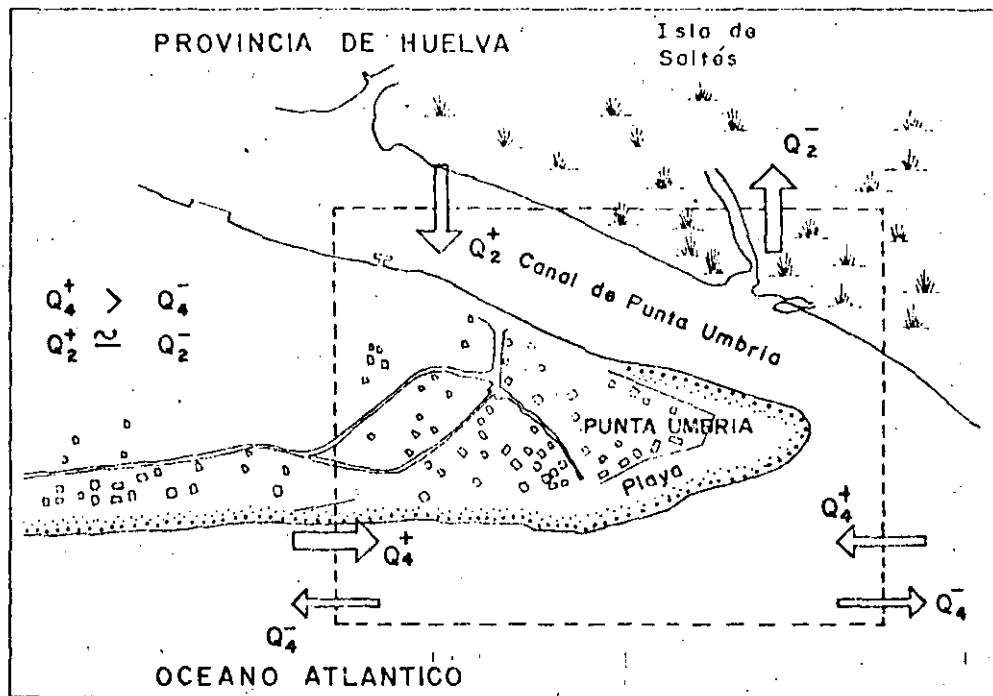 PROVINCIA DE HUELVA
Isla de
Saltés
Q₂⁻
Q₂⁺ Canal de Punta Umbria
Q₄⁺ > Q₄⁻
Q₂⁺ ≃ Q₂⁻
PUNTA UMBRIA
Playa
Q₄⁺
Q₄⁺
Q₄⁻
Q₄⁻
OCEANO ATLANTICO